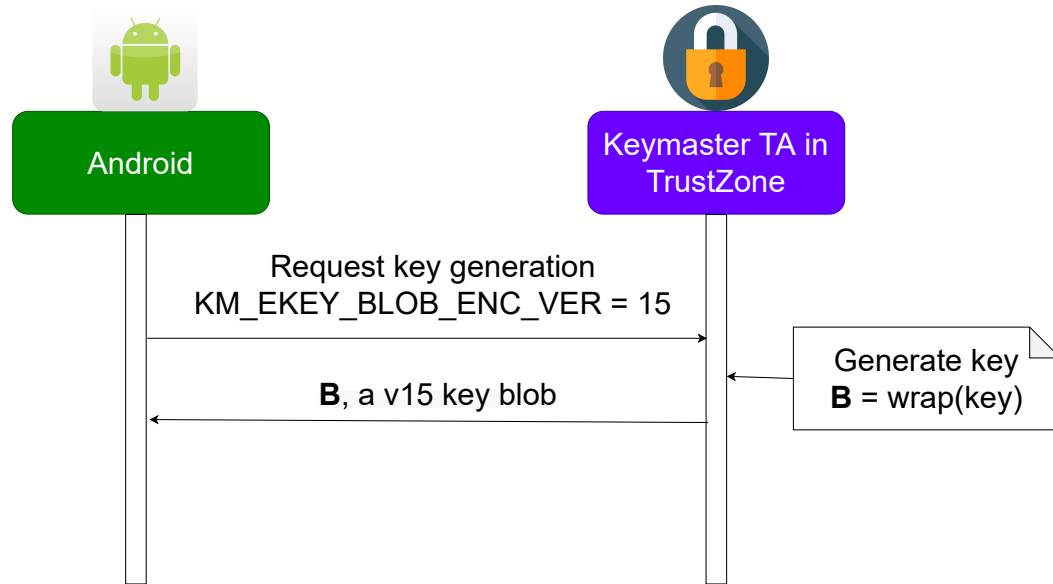 Android
Keymaster TA in
TrustZone
Request key generation
KM_EKEY_BLOB_ENC_VER = 15
Generate key
B = wrap(key)
B, a v15 key blob